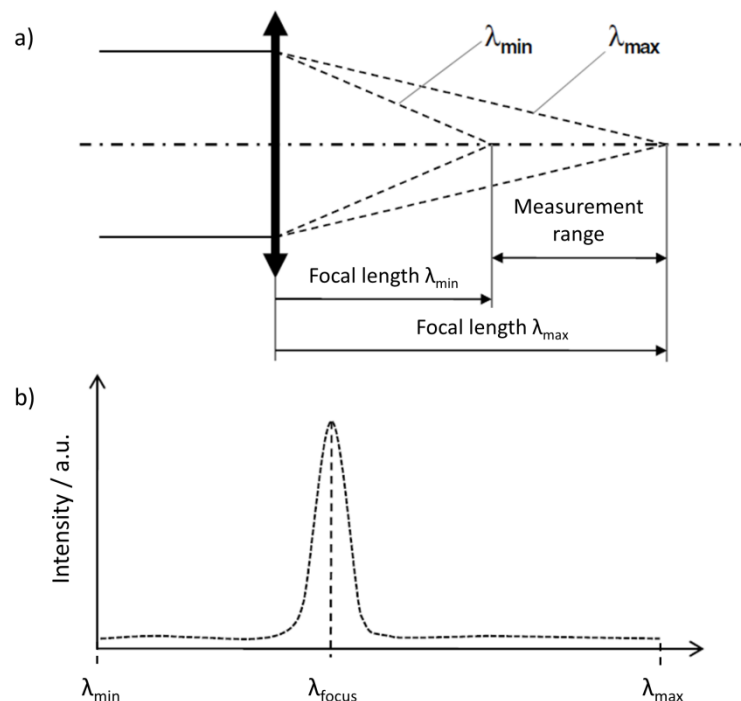 a)
λmin
λmax
Measurement
range
Focal length λmin
Focal length λmax
b)
Intensity / a.u.
λmin
λfocus
λmax